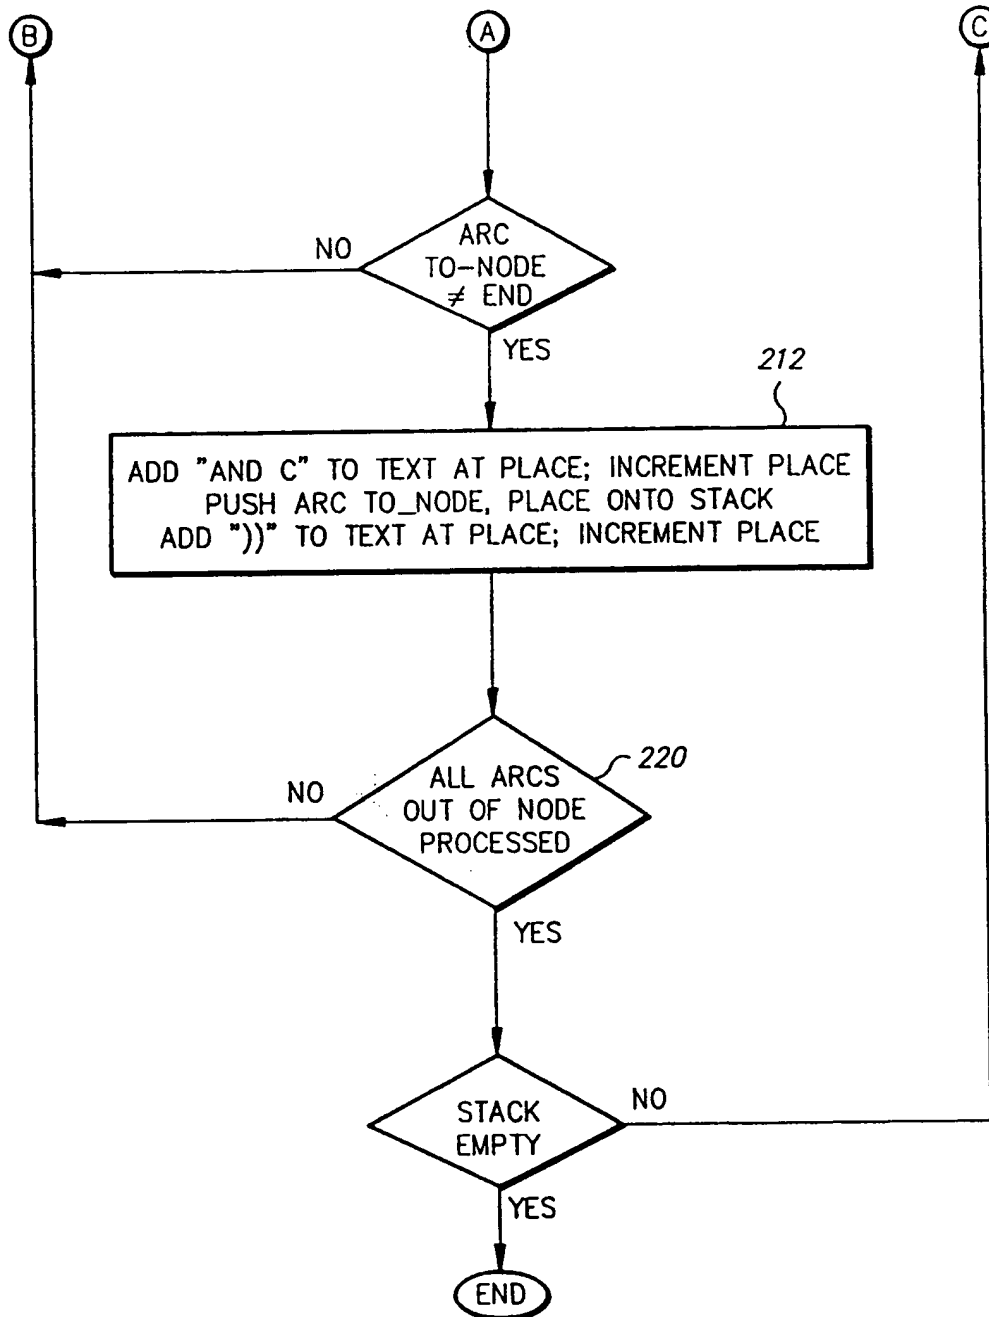 B
A
C
ARC
TO-NODE
≠ END
NO
YES
212
ADD "AND C" TO TEXT AT PLACE; INCREMENT PLACE
PUSH ARC TO_NODE, PLACE ONTO STACK
ADD "))" TO TEXT AT PLACE; INCREMENT PLACE
220
ALL ARCS
OUT OF NODE
PROCESSED
NO
YES
STACK
EMPTY
NO
YES
END